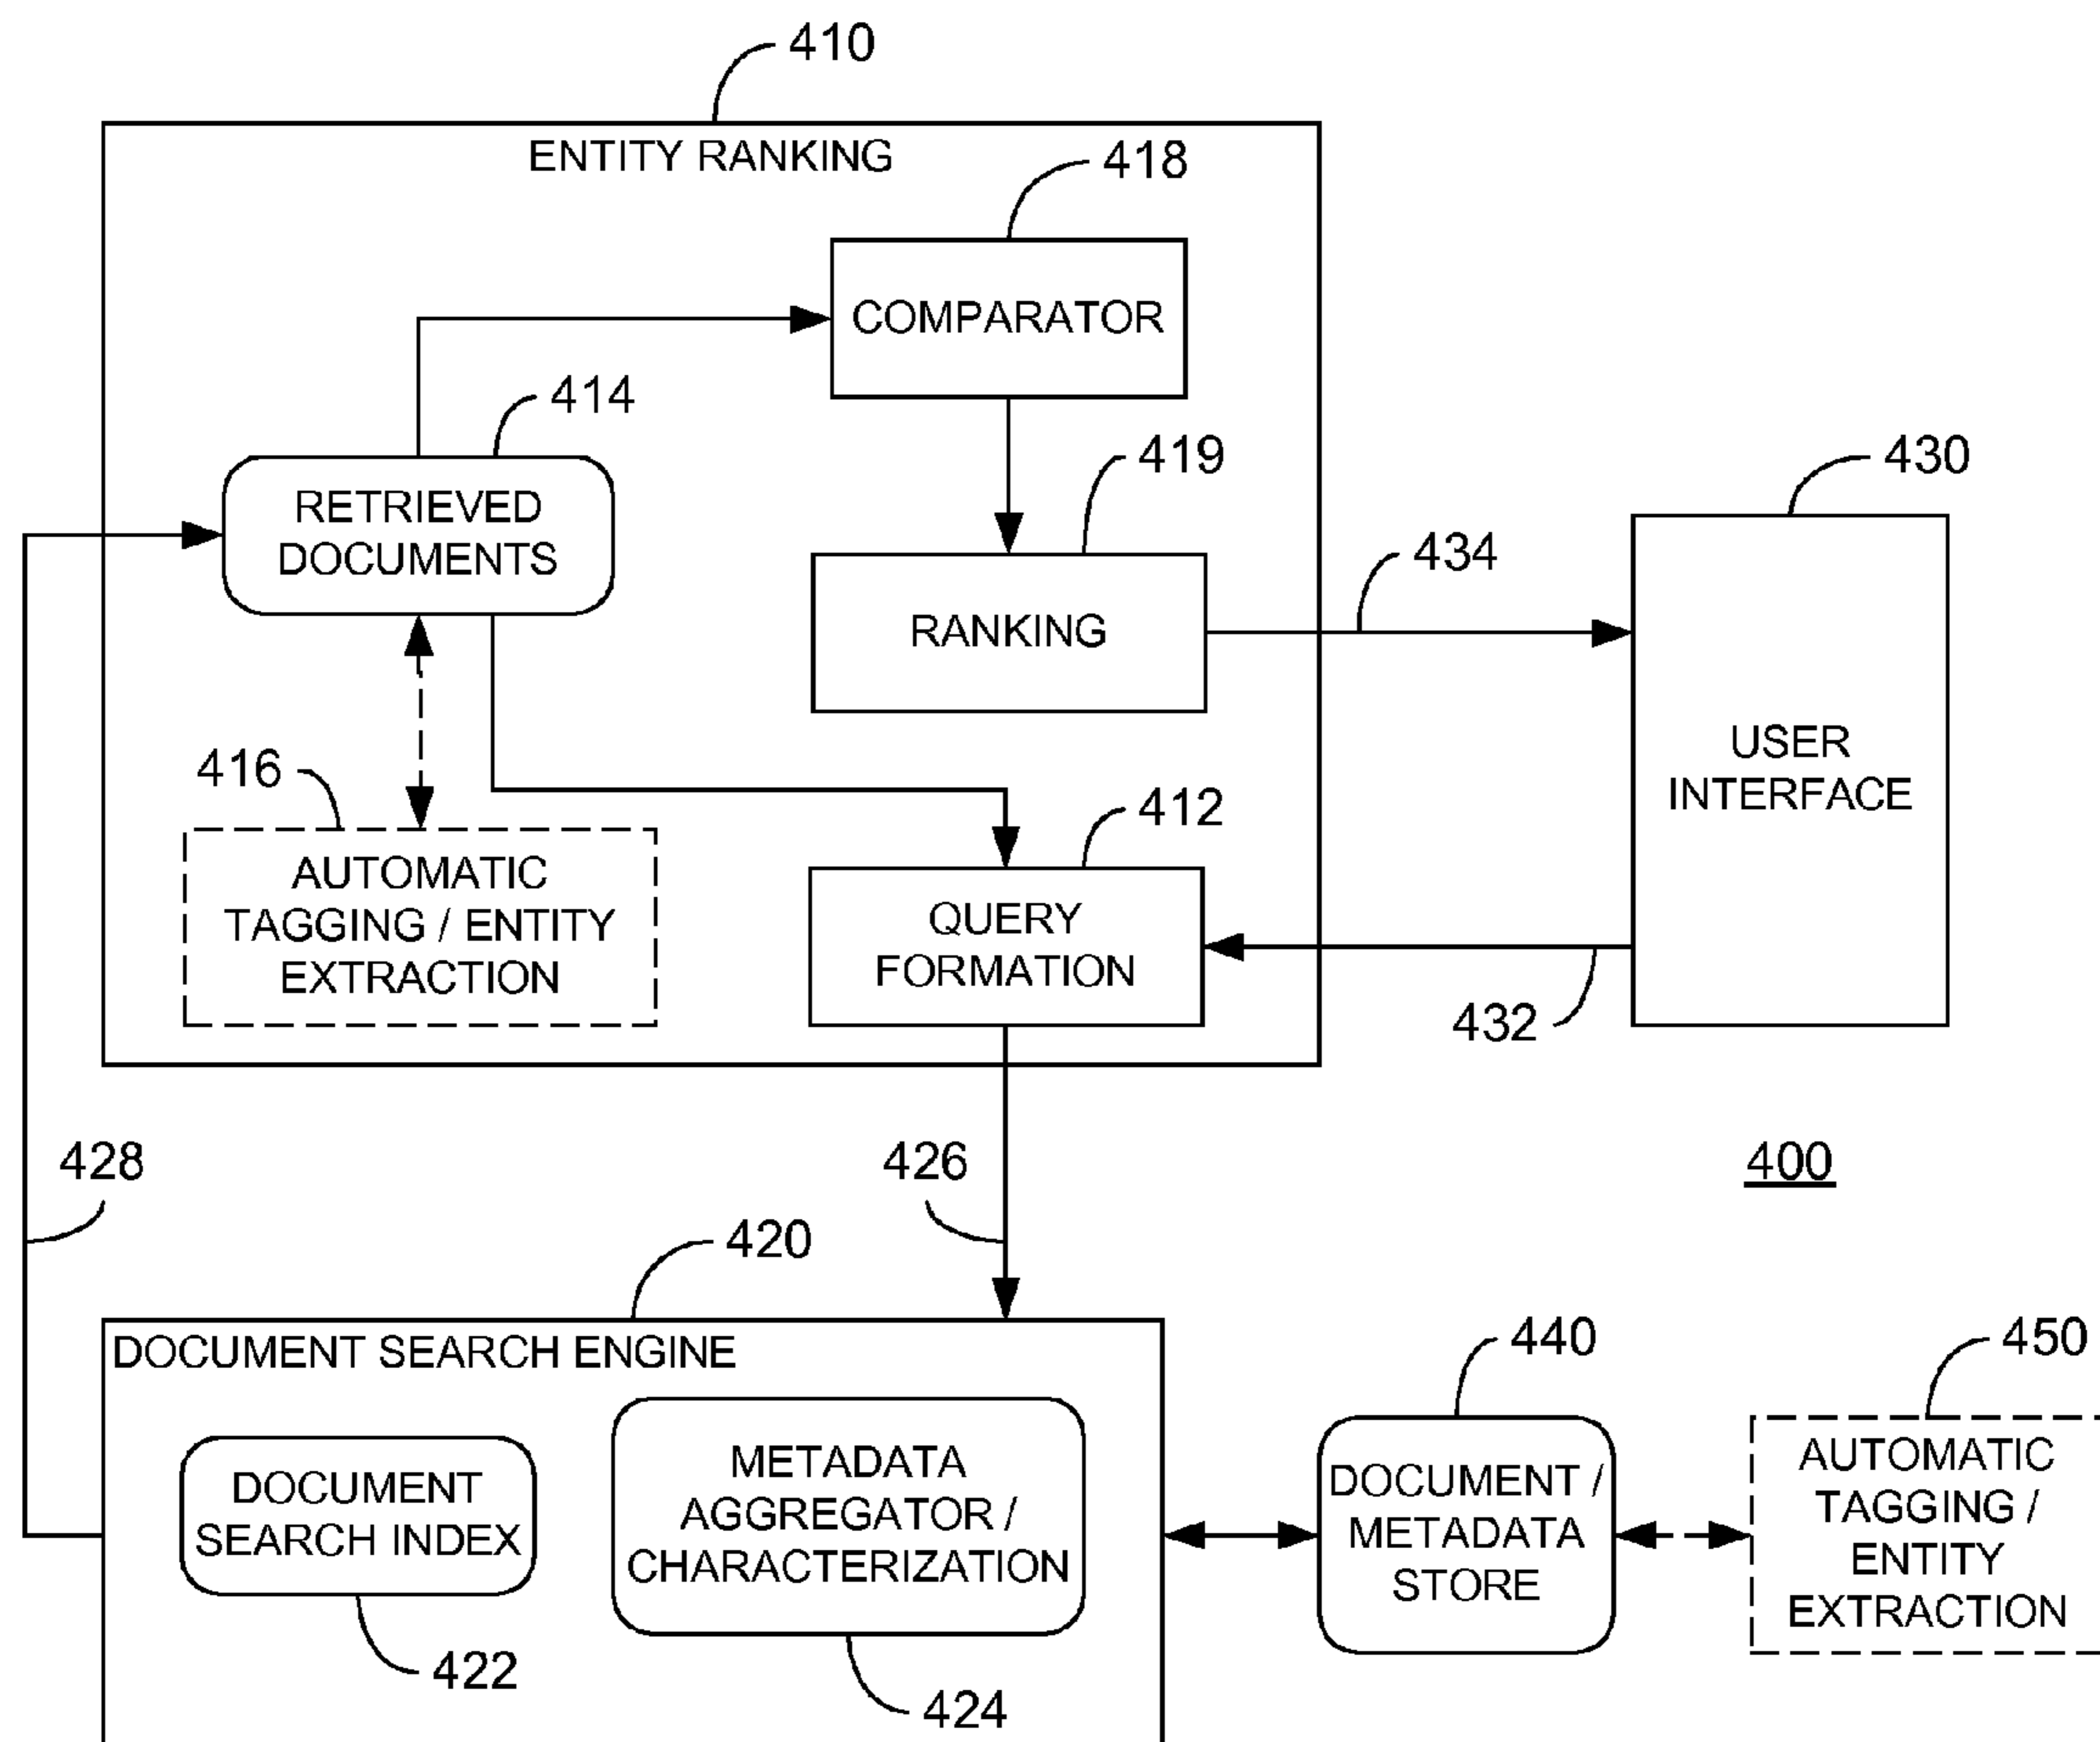 410
ENTITY RANKING
418
COMPARATOR
414
RETRIEVED
DOCUMENTS
419
RANKING
434
430
USER
INTERFACE
416
AUTOMATIC
TAGGING / ENTITY
EXTRACTION
412
QUERY
FORMATION
432
428
426
400
420
DOCUMENT SEARCH ENGINE
DOCUMENT
SEARCH INDEX
422
METADATA
AGGREGATOR /
CHARACTERIZATION
424
440
DOCUMENT /
METADATA
STORE
450
AUTOMATIC
TAGGING /
ENTITY
EXTRACTION